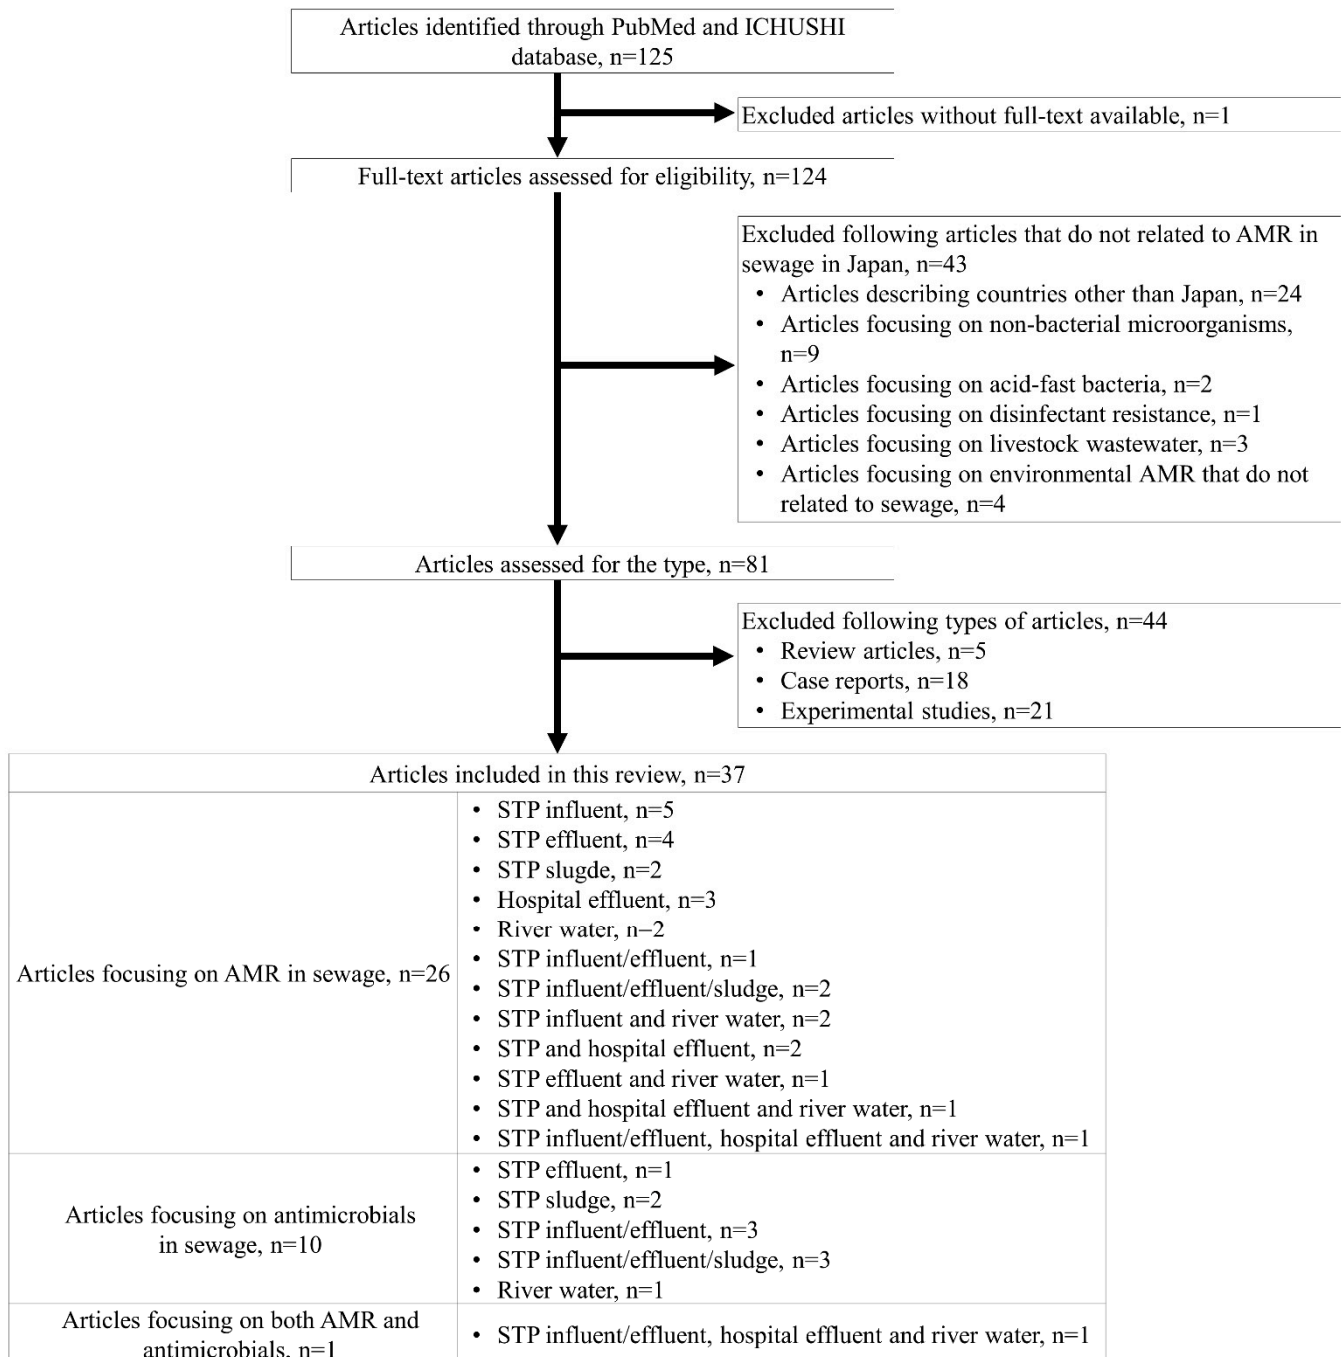 Articles identified through PubMed and ICHUSHI
database, n=125
Excluded articles without full-text available, n=1
Full-text articles assessed for eligibility, n=124
Excluded following articles that do not related to AMR in
sewage in Japan, n=43
• Articles describing countries other than Japan, n=24
• Articles focusing on non-bacterial microorganisms,
n=9
• Articles focusing on acid-fast bacteria, n=2
• Articles focusing on disinfectant resistance, n=1
• Articles focusing on livestock wastewater, n=3
• Articles focusing on environmental AMR that do not
related to sewage, n=4
Articles assessed for the type, n=81
Excluded following types of articles, n=44
• Review articles, n=5
• Case reports, n=18
• Experimental studies, n=21
Articles included in this review, n=37
Articles focusing on AMR in sewage, n=26
• STP influent, n=5
• STP effluent, n=4
• STP slugde, n=2
• Hospital effluent, n=3
• River water, n=2
• STP influent/effluent, n=1
• STP influent/effluent/sludge, n=2
• STP influent and river water, n=2
• STP and hospital effluent, n=2
• STP effluent and river water, n=1
• STP and hospital effluent and river water, n=1
• STP influent/effluent, hospital effluent and river water, n=1
Articles focusing on antimicrobials
in sewage, n=10
• STP effluent, n=1
• STP sludge, n=2
• STP influent/effluent, n=3
• STP influent/effluent/sludge, n=3
• River water, n=1
Articles focusing on both AMR and
antimicrobials, n=1
• STP influent/effluent, hospital effluent and river water, n=1